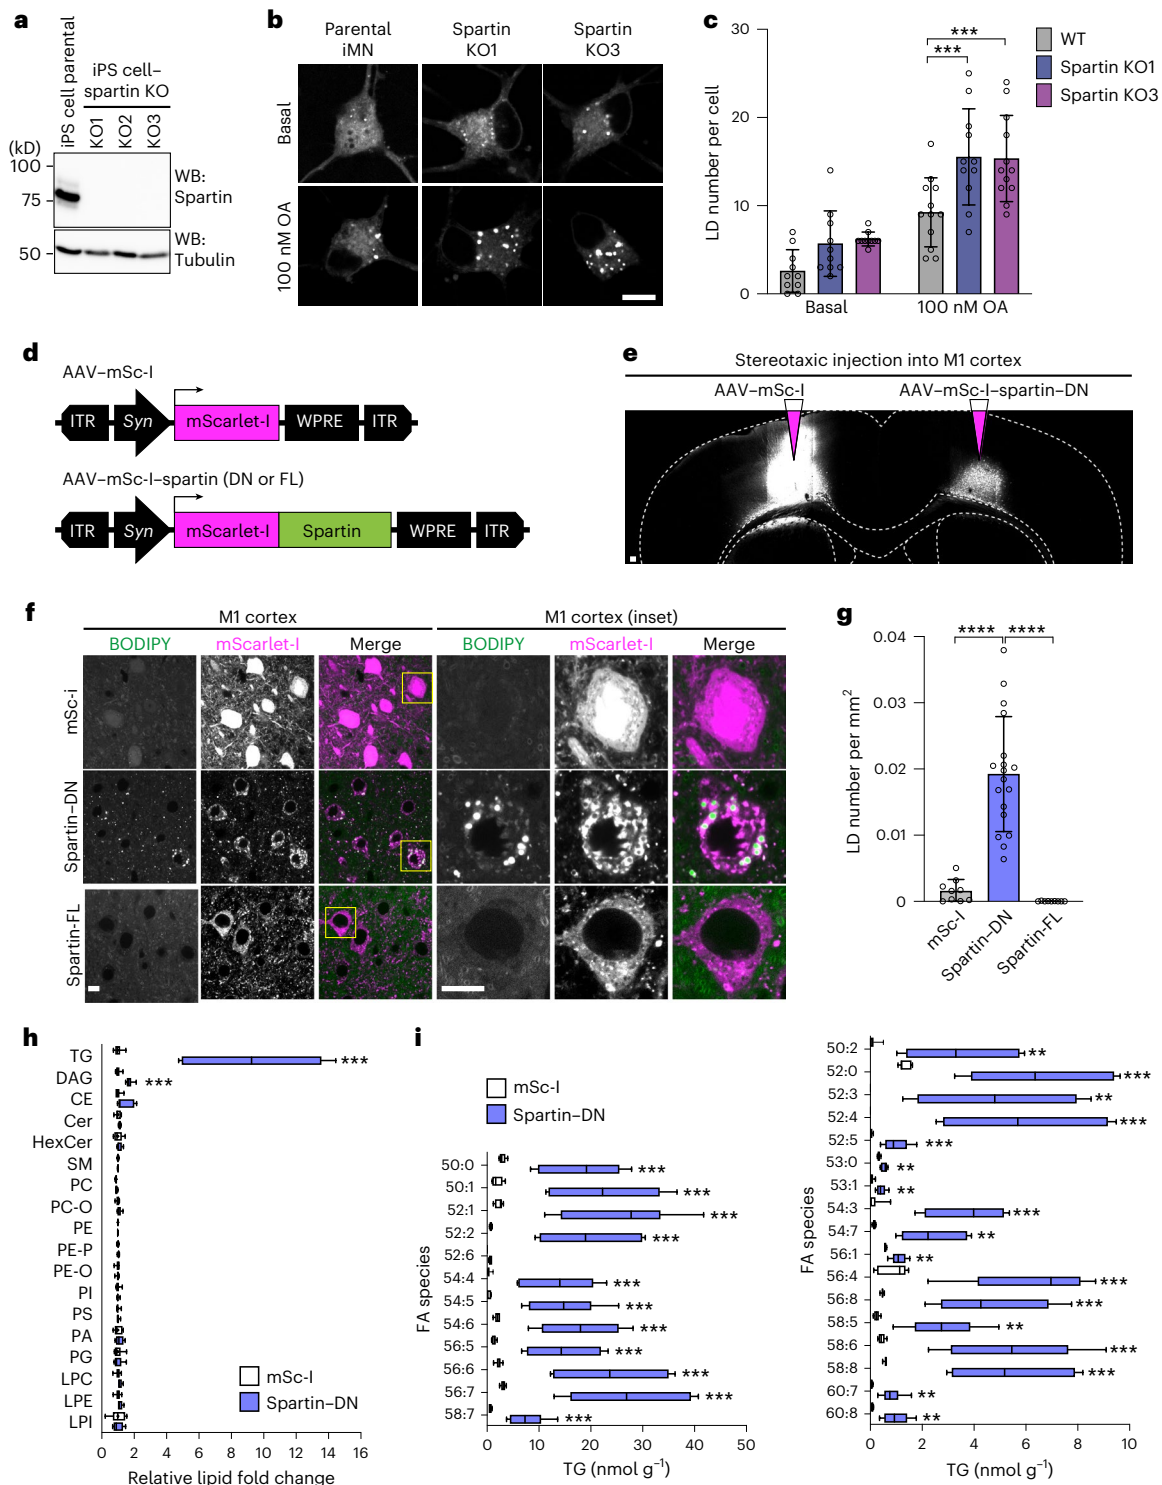 a
iPS cell parental
iPS cell–
spartin KO
KO1
KO2
KO3
(kD)
100
75
50
WB:
Spartin
WB:
Tubulin
b
Parental
iMN
Spartin
KO1
Spartin
KO3
Basal
100 nM OA
c
LD number per cell
30
20
10
0
***
***
WT
Spartin KO1
Spartin KO3
Basal
100 nM OA
d
AAV–mSc-I
ITR
Syn
mScarlet-I
WPRE
ITR
AAV–mSc-I–spartin (DN or FL)
ITR
Syn
mScarlet-I
Spartin
WPRE
ITR
e
Stereotaxic injection into M1 cortex
AAV–mSc-I
AAV–mSc-I–spartin–DN
f
M1 cortex
M1 cortex (inset)
BODIPY
mScarlet-I
Merge
BODIPY
mScarlet-I
Merge
mSc-i
Spartin–DN
Spartin-FL
g
LD number per mm2
0.04
0.03
0.02
0.01
0
****
****
mSc-I
Spartin–DN
Spartin-FL
h
TG
DAG
CE
Cer
HexCer
SM
PC
PC-O
PE
PE-P
PE-O
PI
PS
PA
PG
LPC
LPE
LPI
***
***
mSc-I
Spartin–DN
0 2 4 6 8 10 12 14 16
Relative lipid fold change
i
mSc-I
Spartin–DN
FA species
50:0 ***
50:1 ***
52:1 ***
52:2 ***
52:6
54:4 ***
54:5 ***
54:6 ***
56:5 ***
56:6 ***
56:7 ***
58:7 ***
0 10 20 30 40 50
TG (nmol g−1)
FA species
50:2 **
52:0 ***
52:3 **
52:4 ***
52:5 ***
53:0 **
53:1 **
54:3 ***
54:7 **
56:1 **
56:4 ***
56:8 ***
58:5 **
58:6 ***
58:8 ***
60:7 **
60:8 **
0 2 4 6 8 10
TG (nmol g−1)